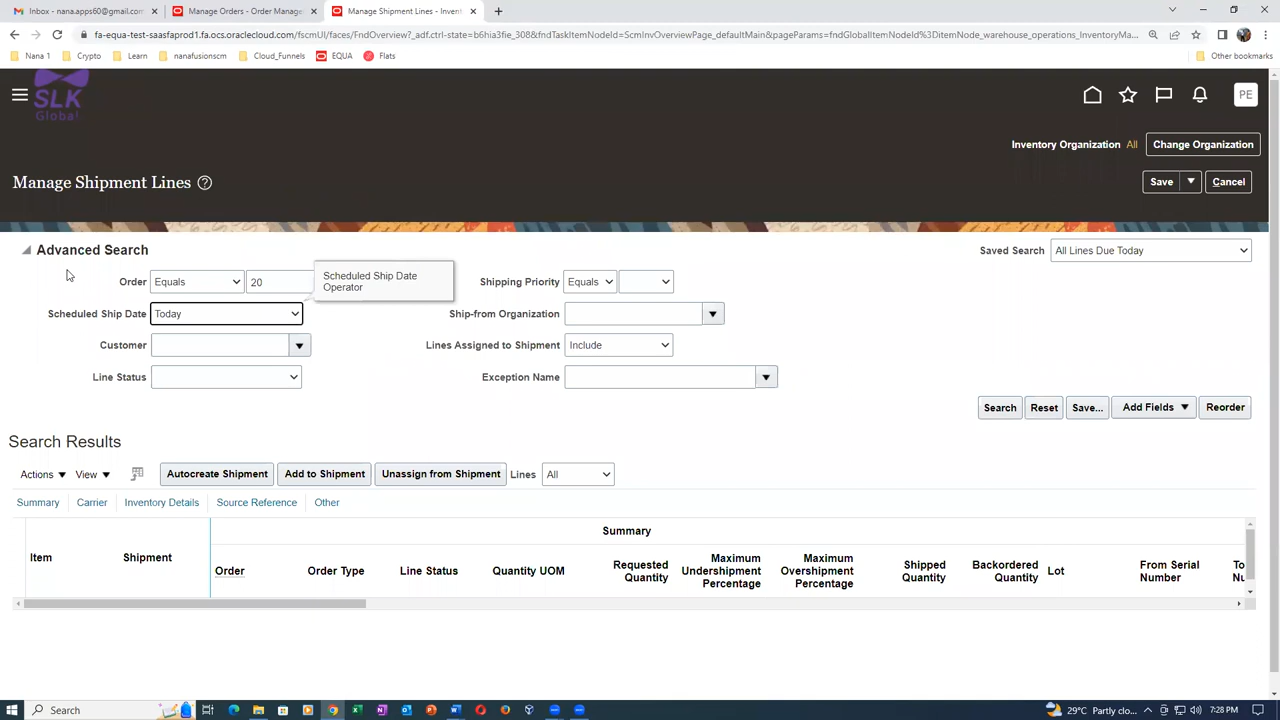 Inbox - nana.apps60@gmail.com
Manage Orders - Order Manage
Manage Shipment Lines - Invent
fa-equa-test-saasfaprod1.fa.ocs.oraclecloud.com/fscmUI/faces/FndOverview?_adf.ctrl-state=b6hia3fie_308&fndTaskItemNodeId=ScmInvOverviewPage_defaultMain&pageParams=fndGlobalItemNodeId%3DitemNode_warehouse_operations_InventoryMa...
Nana 1 Crypto Learn nanafusionscm Cloud_Funnels EQUA Flats Other bookmarks
SLK
Global
PE
Inventory Organization All Change Organization
Manage Shipment Lines Save Cancel
Advanced Search Saved Search All Lines Due Today
Order Equals 20 Shipping Priority Equals
Scheduled Ship Date
Operator
Scheduled Ship Date Today Ship-from Organization
Customer Lines Assigned to Shipment Include
Line Status Exception Name
Search Reset Save... Add Fields Reorder
Search Results
Actions View Autocreate Shipment Add to Shipment Unassign from Shipment Lines All
Summary Carrier Inventory Details Source Reference Other
Summary
Item Shipment Order Order Type Line Status Quantity UOM
Requested
Quantity
Maximum
Undershipment
Percentage
Maximum
Overshipment
Percentage
Shipped
Quantity
Backordered
Quantity
Lot
From Serial
Number
To
Nu
Search 29°C Partly clo... 7:28 PM